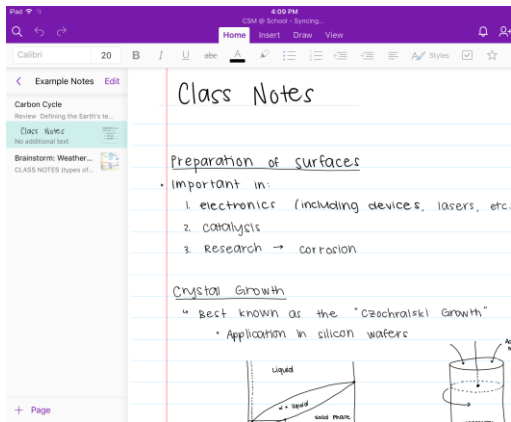 iPad
4:09 PM
CSM @ School - Syncing...
Home Insert Draw View
Calibri 20 B I U abc A Styles
Example Notes Edit
Carbon Cycle
Review Defining the Earth's te...
Class Notes
No additional text
Brainstorm: Weather...
CLASS NOTES (types of...
+ Page
Class Notes
Preparation of surfaces
• Important in:
1. electronics (including devices, lasers, etc.
2. catalysis
3. Research → corrosion
Crystal Growth
Best known as the "Czochralski Growth"
• Application in silicon wafers
Liquid
α + liquid
Solid Phase